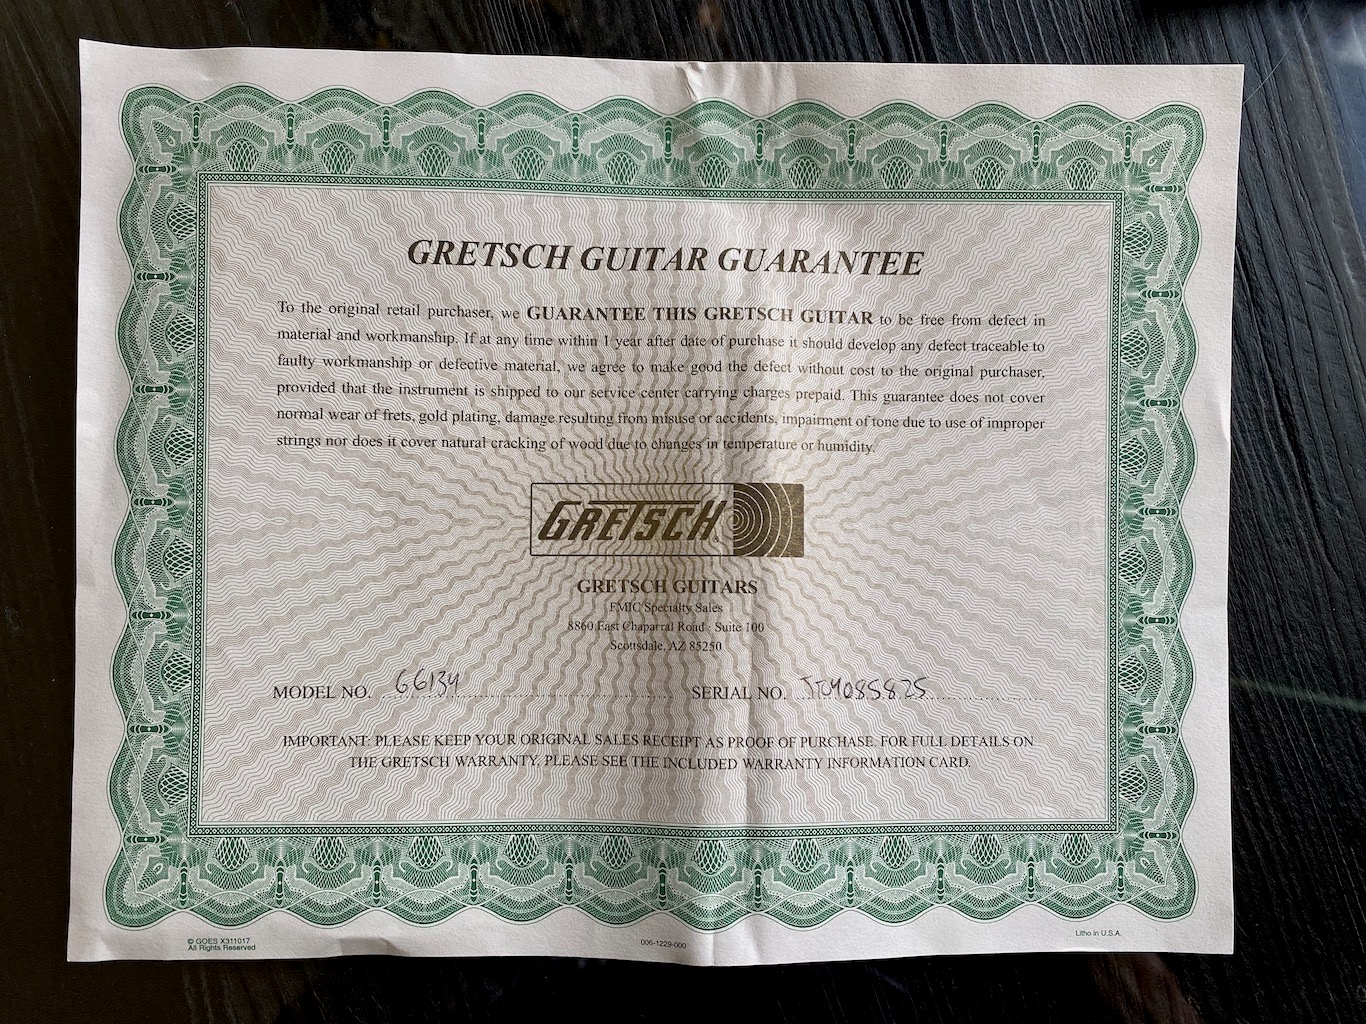 GRETSCH GUITAR GUARANTEE
To the original retail purchaser, we GUARANTEE THIS GRETSCH GUITAR to be free from defect in
material and workmanship. If at any time within 1 year after date of purchase it should develop any defect traceable to
faulty workmanship or defective material, we agree to make good the defect without cost to the original purchaser,
provided that the instrument is shipped to our service center carrying charges prepaid. This guarantee does not cover
normal wear of frets, gold plating, damage resulting from misuse or accidents, impairment of tone due to use of improper
strings nor does it cover natural cracking of wood due to changes in temperature or humidity.
GRETSCH®
GRETSCH GUITARS
FMIC Specialty Sales
8860 East Chaparral Road · Suite 100
Scottsdale, AZ 85250
MODEL NO. G6134 SERIAL NO. JT04085825
IMPORTANT: PLEASE KEEP YOUR ORIGINAL SALES RECEIPT AS PROOF OF PURCHASE. FOR FULL DETAILS ON
THE GRETSCH WARRANTY, PLEASE SEE THE INCLUDED WARRANTY INFORMATION CARD.
© GOES X311017
All Rights Reserved
006-1229-000
Litho in U.S.A.